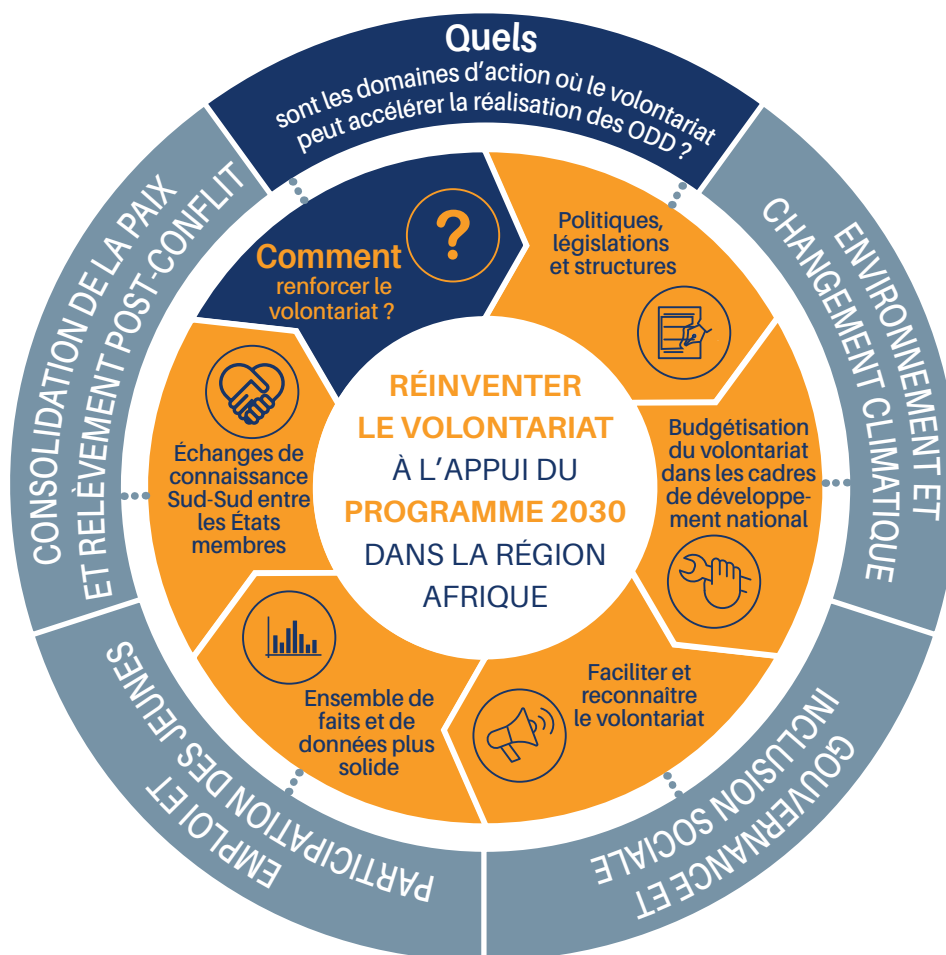 Quels
sont les domaines d’action où le volontariat
peut accélérer la réalisation des ODD ?
ENVIRONNEMENT ET
CHANGEMENT CLIMATIQUE
GOUVERNANCE ET
INCLUSION SOCIALE
EMPLOI ET
PARTICIPATION DES JEUNES
CONSOLIDATION DE LA PAIX
ET RELÈVEMENT POST-CONFLIT
Comment
renforcer le
volontariat ?
?
Politiques,
législations
et structures
Budgétisation
du volontariat
dans les cadres
de développe-
ment national
Faciliter et
reconnaître
le volontariat
Ensemble de
faits et de
données plus
solide
Échanges de
connaissance
Sud-Sud entre
les États
membres
RÉINVENTER
LE VOLONTARIAT
À L’APPUI DU
PROGRAMME 2030
DANS LA RÉGION
AFRIQUE